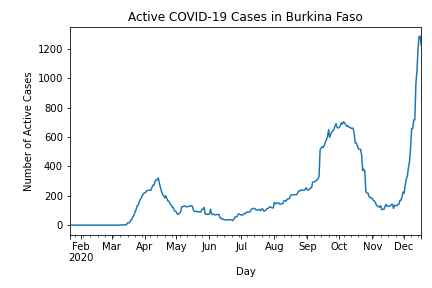 Active COVID-19 Cases in Burkina Faso
Number of Active Cases
1200
1000
800
600
400
200
0
Feb Mar Apr May Jun Jul Aug Sep Oct Nov Dec
2020
Day